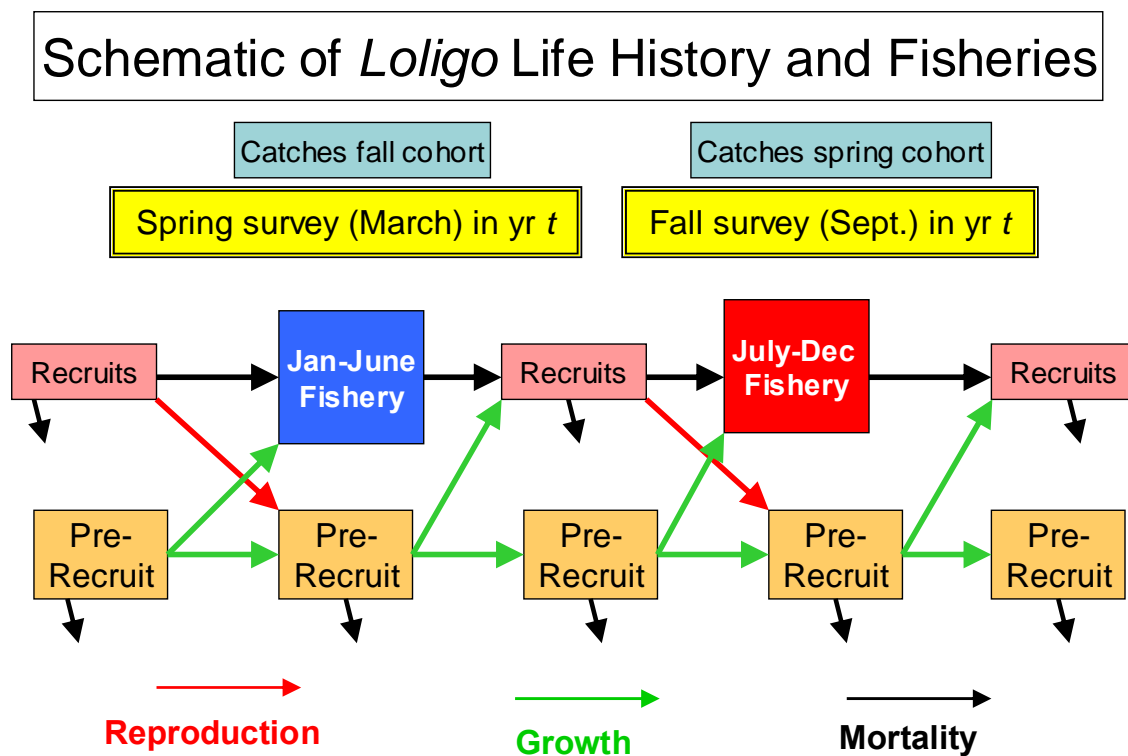 Schematic of Loligo Life History and Fisheries
Catches fall cohort
Catches spring cohort
Spring survey (March) in yr t
Fall survey (Sept.) in yr t
Recruits
Jan-June
Fishery
Recruits
July-Dec
Fishery
Recruits
Pre-
Recruit
Pre-
Recruit
Pre-
Recruit
Pre-
Recruit
Pre-
Recruit
Reproduction
Growth
Mortality